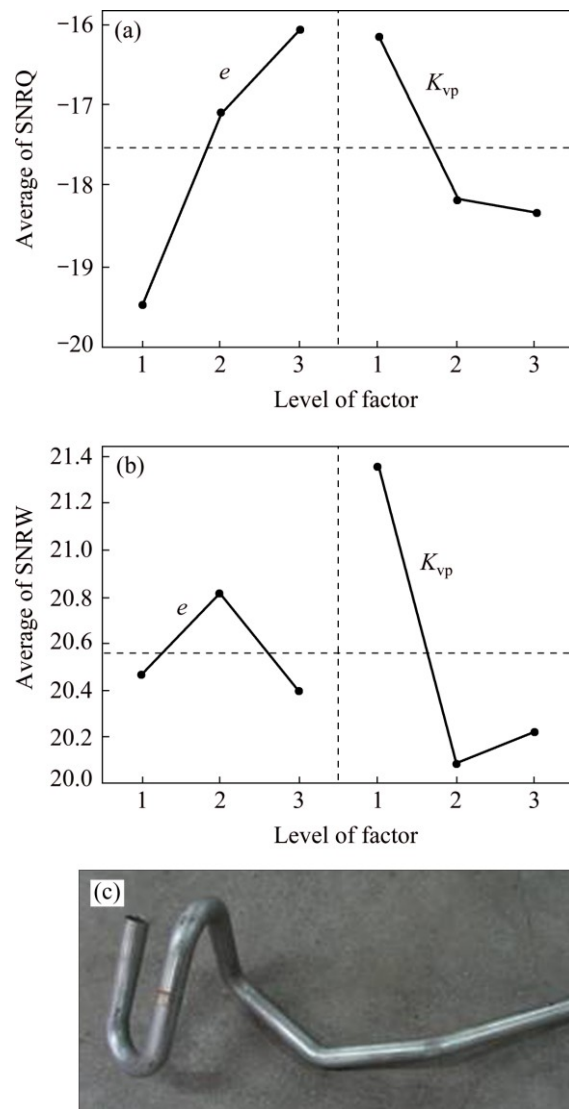 (a)
Average of SNRQ
−16
−17
−18
−19
−20
e
K_vp
1 2 3 1 2 3
Level of factor
(b)
Average of SNRW
21.4
21.2
21.0
20.8
20.6
20.4
20.2
20.0
e
K_vp
1 2 3 1 2 3
Level of factor
(c)